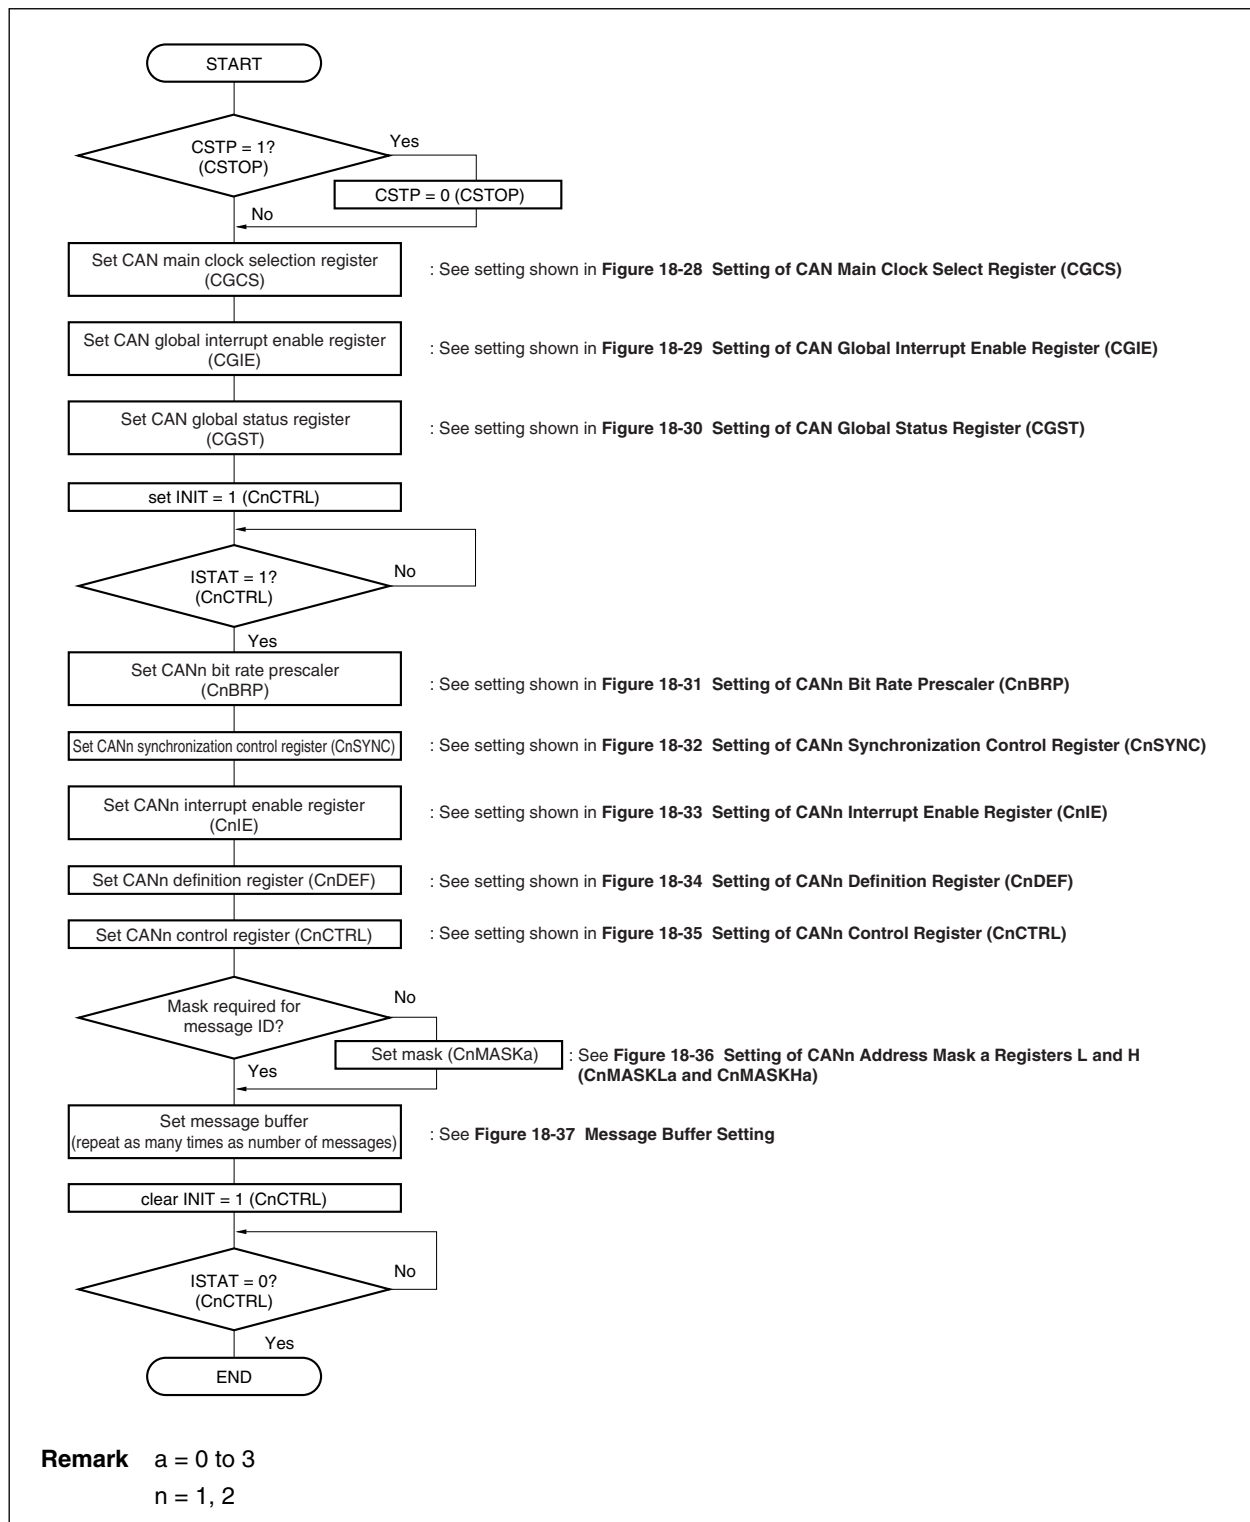 START
CSTP = 1?
(CSTOP)
Yes
CSTP = 0 (CSTOP)
No
Set CAN main clock selection register
(CGCS)
: See setting shown in Figure 18-28 Setting of CAN Main Clock Select Register (CGCS)
Set CAN global interrupt enable register
(CGIE)
: See setting shown in Figure 18-29 Setting of CAN Global Interrupt Enable Register (CGIE)
Set CAN global status register
(CGST)
: See setting shown in Figure 18-30 Setting of CAN Global Status Register (CGST)
set INIT = 1 (CnCTRL)
ISTAT = 1?
(CnCTRL)
No
Yes
Set CANn bit rate prescaler
(CnBRP)
: See setting shown in Figure 18-31 Setting of CANn Bit Rate Prescaler (CnBRP)
Set CANn synchronization control register (CnSYNC)
: See setting shown in Figure 18-32 Setting of CANn Synchronization Control Register (CnSYNC)
Set CANn interrupt enable register
(CnIE)
: See setting shown in Figure 18-33 Setting of CANn Interrupt Enable Register (CnIE)
Set CANn definition register (CnDEF)
: See setting shown in Figure 18-34 Setting of CANn Definition Register (CnDEF)
Set CANn control register (CnCTRL)
: See setting shown in Figure 18-35 Setting of CANn Control Register (CnCTRL)
Mask required for
message ID?
No
Set mask (CnMASKa)
: See Figure 18-36 Setting of CANn Address Mask a Registers L and H
(CnMASKLa and CnMASKHa)
Yes
Set message buffer
(repeat as many times as number of messages)
: See Figure 18-37 Message Buffer Setting
clear INIT = 1 (CnCTRL)
ISTAT = 0?
(CnCTRL)
No
Yes
END
Remark a = 0 to 3
n = 1, 2